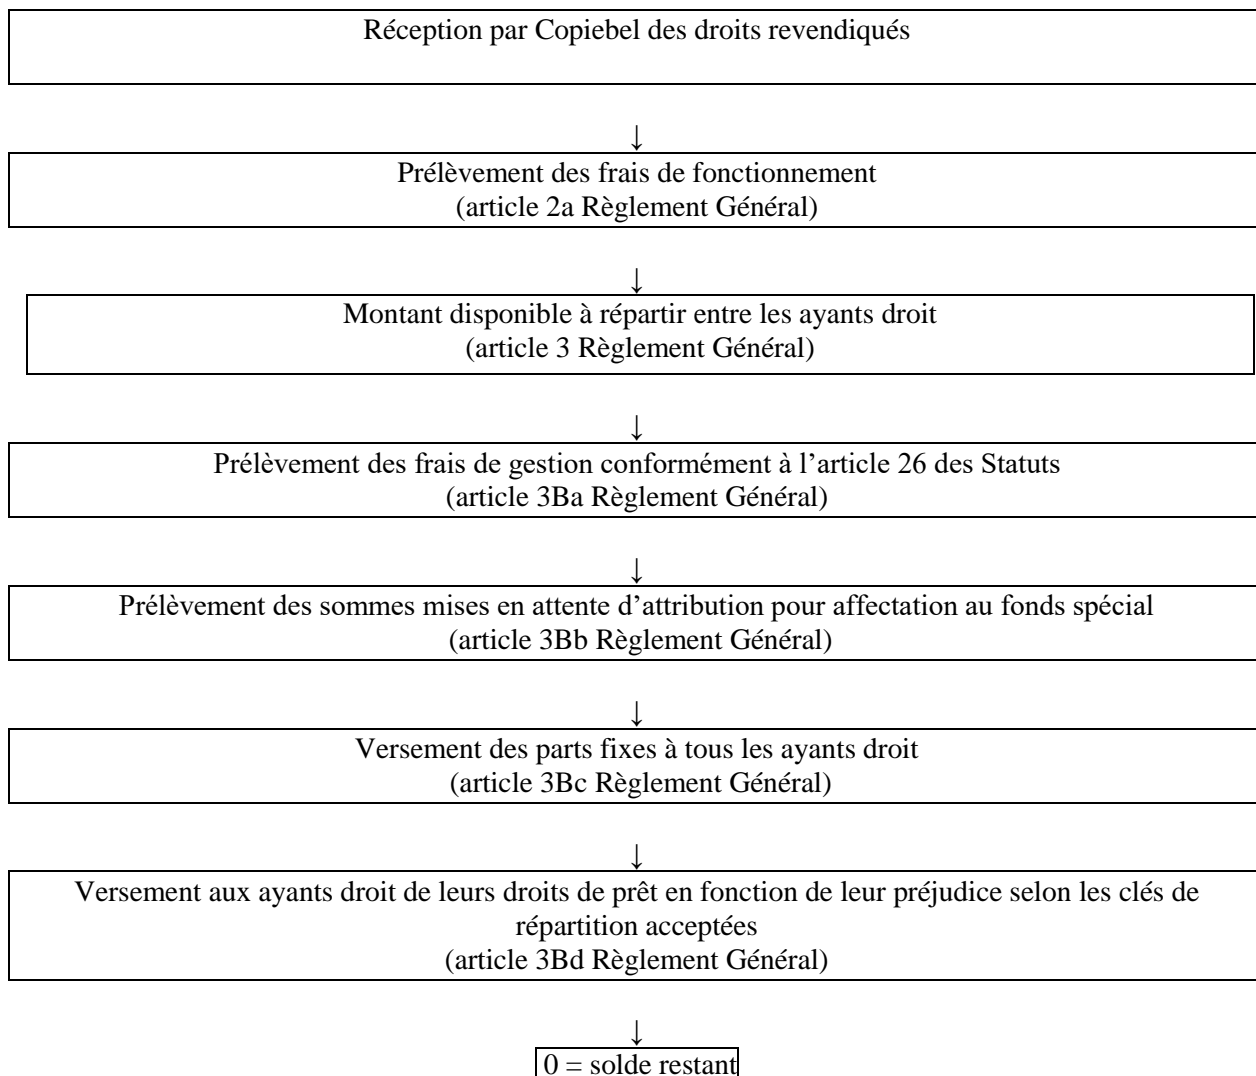 Réception par Copiebel des droits revendiqués
↓
Prélèvement des frais de fonctionnement
(article 2a Règlement Général)
↓
Montant disponible à répartir entre les ayants droit
(article 3 Règlement Général)
↓
Prélèvement des frais de gestion conformément à l’article 26 des Statuts
(article 3Ba Règlement Général)
↓
Prélèvement des sommes mises en attente d’attribution pour affectation au fonds spécial
(article 3Bb Règlement Général)
↓
Versement des parts fixes à tous les ayants droit
(article 3Bc Règlement Général)
↓
Versement aux ayants droit de leurs droits de prêt en fonction de leur préjudice selon les clés de
répartition acceptées
(article 3Bd Règlement Général)
↓
0 = solde restant